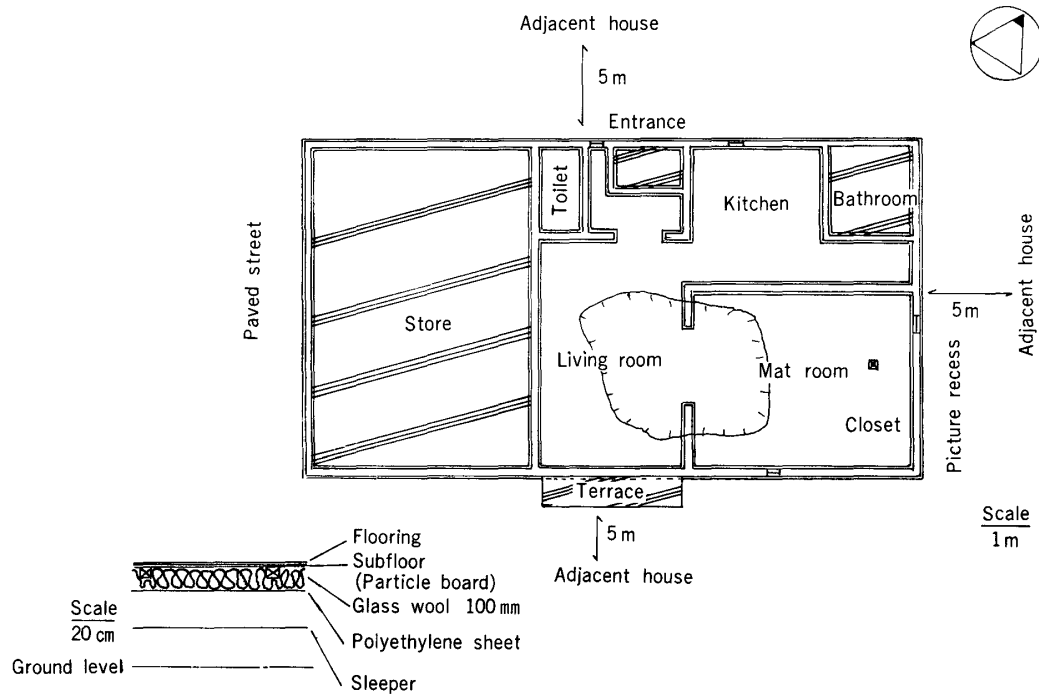 Adjacent house
5 m
Entrance
Toilet
Kitchen
Bathroom
Paved street
Store
Living room
Mat room
Closet
5 m
Adjacent house
Picture recess
Terrace
5 m
Adjacent house
Scale
1 m
Flooring
Subfloor
(Particle board)
Glass wool 100 mm
Polyethylene sheet
Sleeper
Scale
20 cm
Ground level